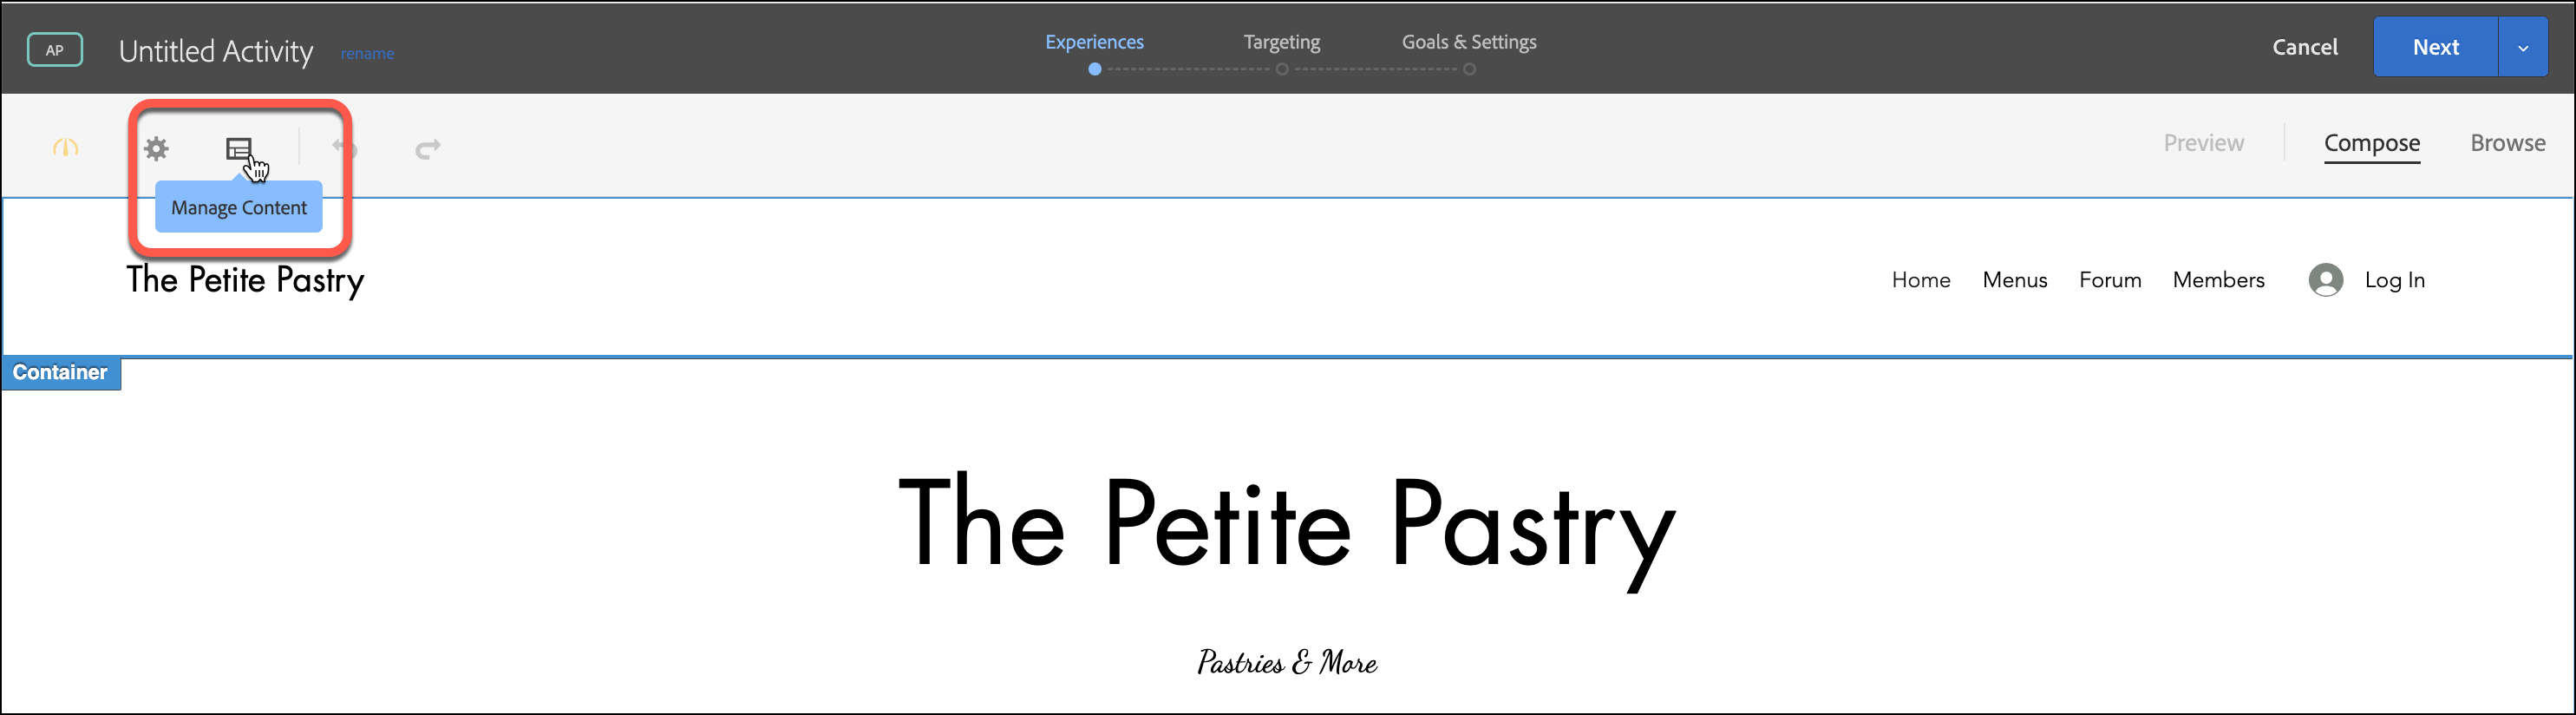 AP
Untitled Activity rename
Experiences Targeting Goals & Settings
Cancel Next
Preview Compose Browse
Manage Content
The Petite Pastry
Home Menus Forum Members Log In
Container
The Petite Pastry
Pastries & More